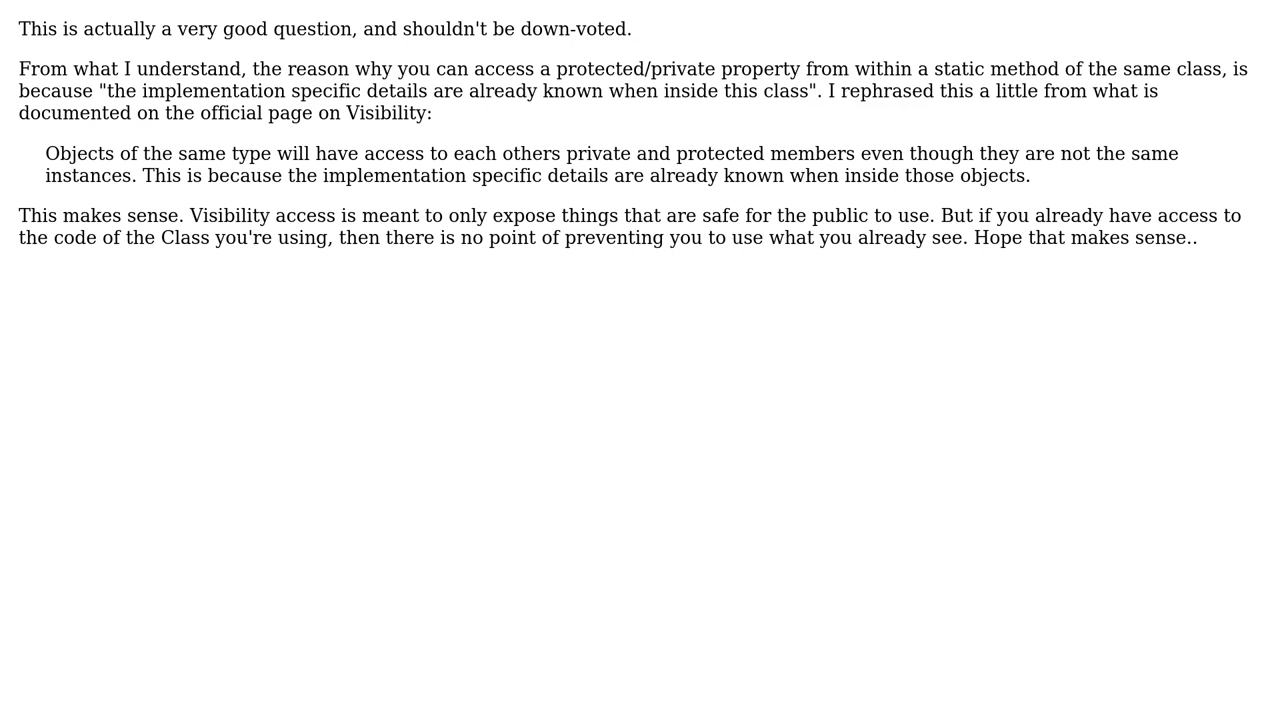 This is actually a very good question, and shouldn't be down-voted.
From what I understand, the reason why you can access a protected/private property from within a static method of the same class, is
because "the implementation specific details are already known when inside this class". I rephrased this a little from what is
documented on the official page on Visibility:
Objects of the same type will have access to each others private and protected members even though they are not the same
instances. This is because the implementation specific details are already known when inside those objects.
This makes sense. Visibility access is meant to only expose things that are safe for the public to use. But if you already have access to
the code of the Class you're using, then there is no point of preventing you to use what you already see. Hope that makes sense..